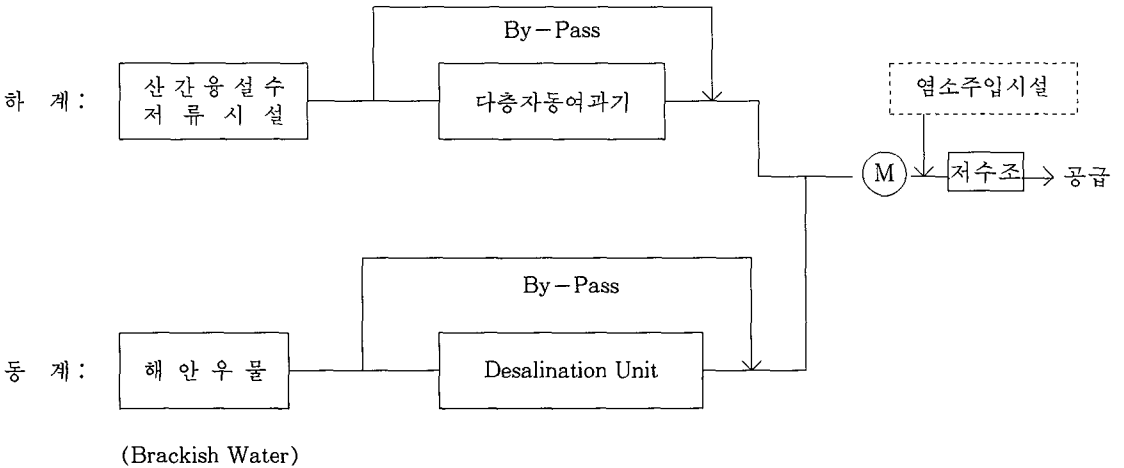 By-Pass
하 계:
산 간 융 설 수
저 류 시 설
다층자동여과기
염소주입시설
M
저수조
공급
By-Pass
동 계:
해 안 우 물
Desalination Unit
(Brackish Water)